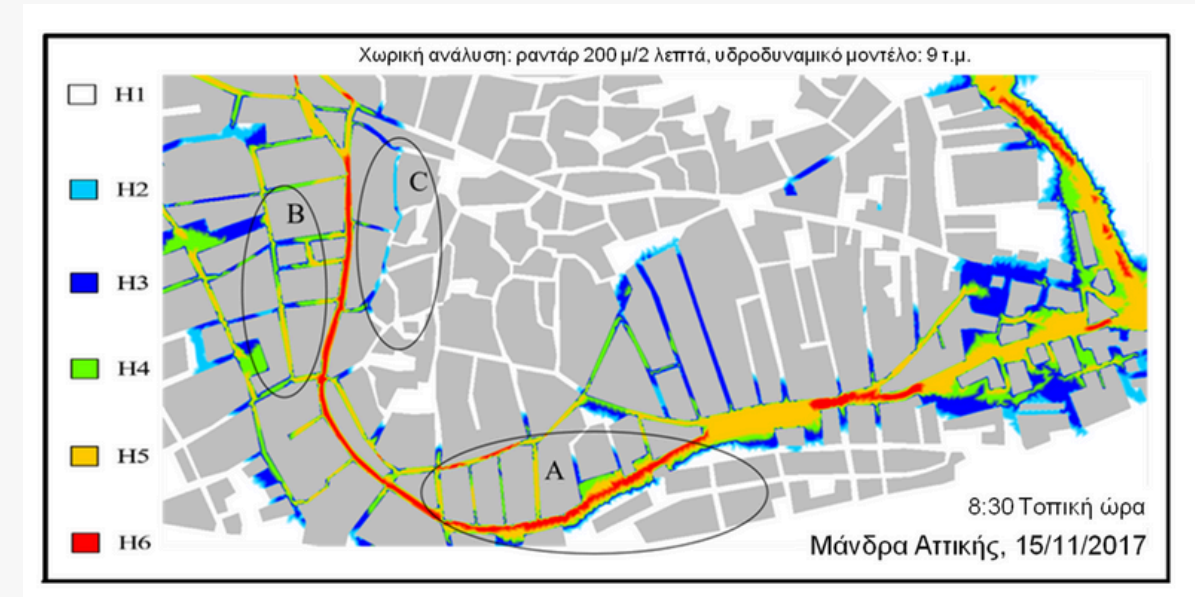 Χωρική ανάλυση: ραντάρ 200 μ/2 λεπτά, υδροδυναμικό μοντέλο: 9 τ.μ.
H1
H2
H3
H4
H5
H6
C
B
A
8:30 Τοπική ώρα
Μάνδρα Αττικής, 15/11/2017